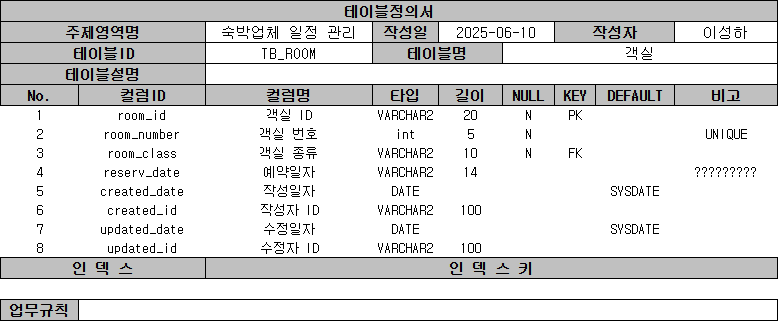 테이블정의서
주제영역명 숙박업체 일정 관리 작성일 2025-06-10 작성자 이성하
테이블ID TB_ROOM 테이블명 객실
테이블설명
No. 컬럼ID 컬럼명 타입 길이 NULL KEY DEFAULT 비고
1 room_id 객실 ID VARCHAR2 20 N PK
2 room_number 객실 번호 int 5 N UNIQUE
3 room_class 객실 종류 VARCHAR2 10 N FK
4 reserv_date 예약일자 VARCHAR2 14 ?????????
5 created_date 작성일자 DATE SYSDATE
6 created_id 작성자 ID VARCHAR2 100
7 updated_date 수정일자 DATE SYSDATE
8 updated_id 수정자 ID VARCHAR2 100
인 덱 스 인 덱 스 키
업무규칙